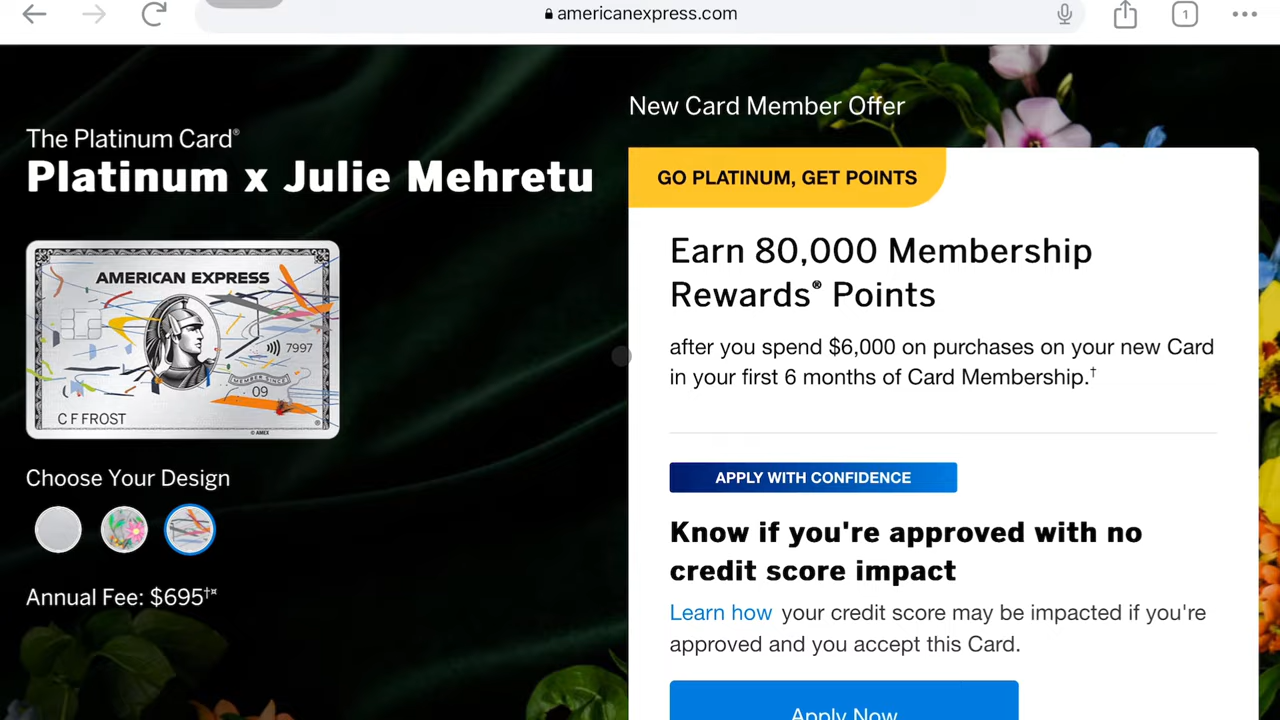 americanexpress.com
1
The Platinum Card®
Platinum x Julie Mehretu
AMERICAN EXPRESS
7997
MEMBER SINCE
09
C F FROST
© AMEX
Choose Your Design
Annual Fee: $695†¤
New Card Member Offer
GO PLATINUM, GET POINTS
Earn 80,000 Membership
Rewards® Points
after you spend $6,000 on purchases on your new Card
in your first 6 months of Card Membership.†
APPLY WITH CONFIDENCE
Know if you're approved with no
credit score impact
Learn how your credit score may be impacted if you're
approved and you accept this Card.
Apply Now